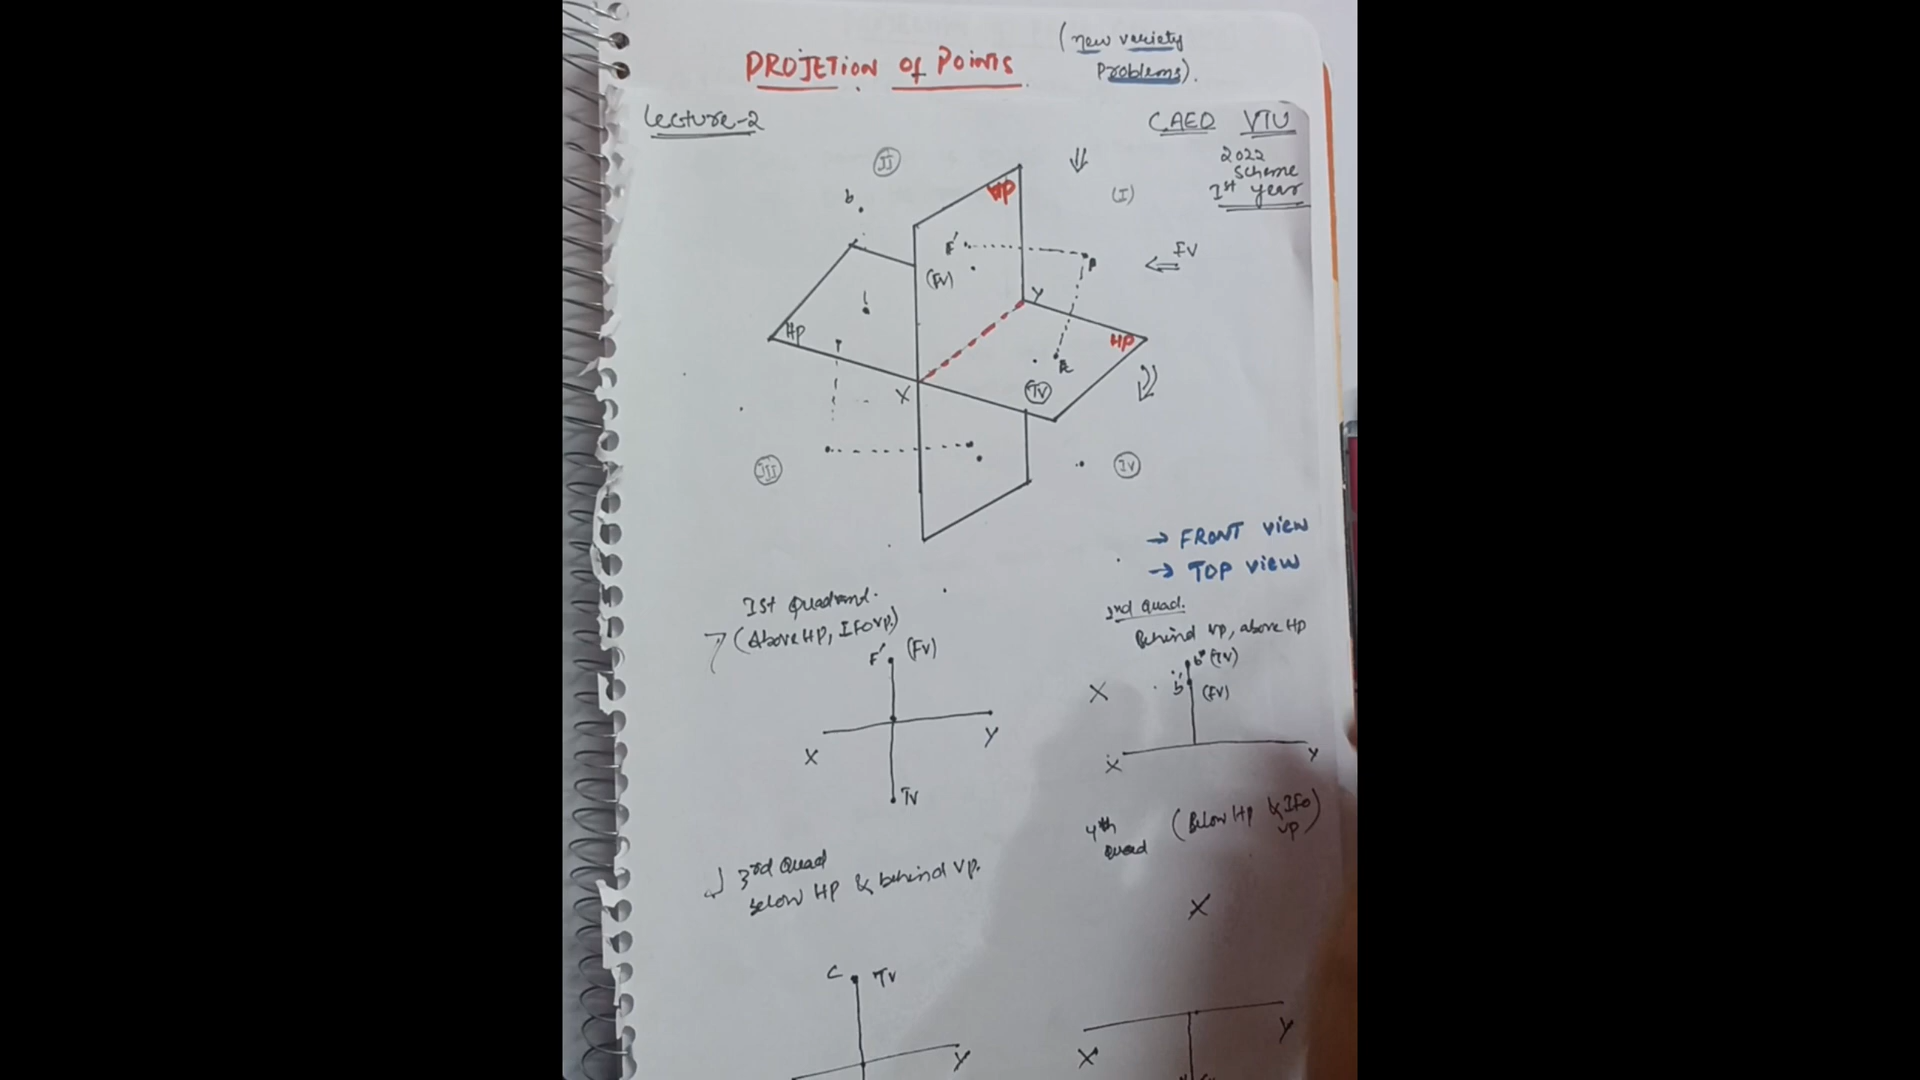 PROJETION of POINTS
(new variety
Problems).
Lecture-2
CAED VTU
2022
Scheme
1st year
II
(I)
b
VP
F'
(FV)
P
FV
Y
HP
HP
X
TV
III
IV
→ FRONT view
→ TOP view
1st Quadrand.
(Above HP, IFOVP.)
F' (FV)
X
Y
TV
2nd Quad.
Behind VP, above HP
b (TV)
b' (FV)
X
X
Y
4th Quad
(Below HP & IFO VP)
X
3rd Quad
Below HP & behind VP.
C TV
Y
X
Y